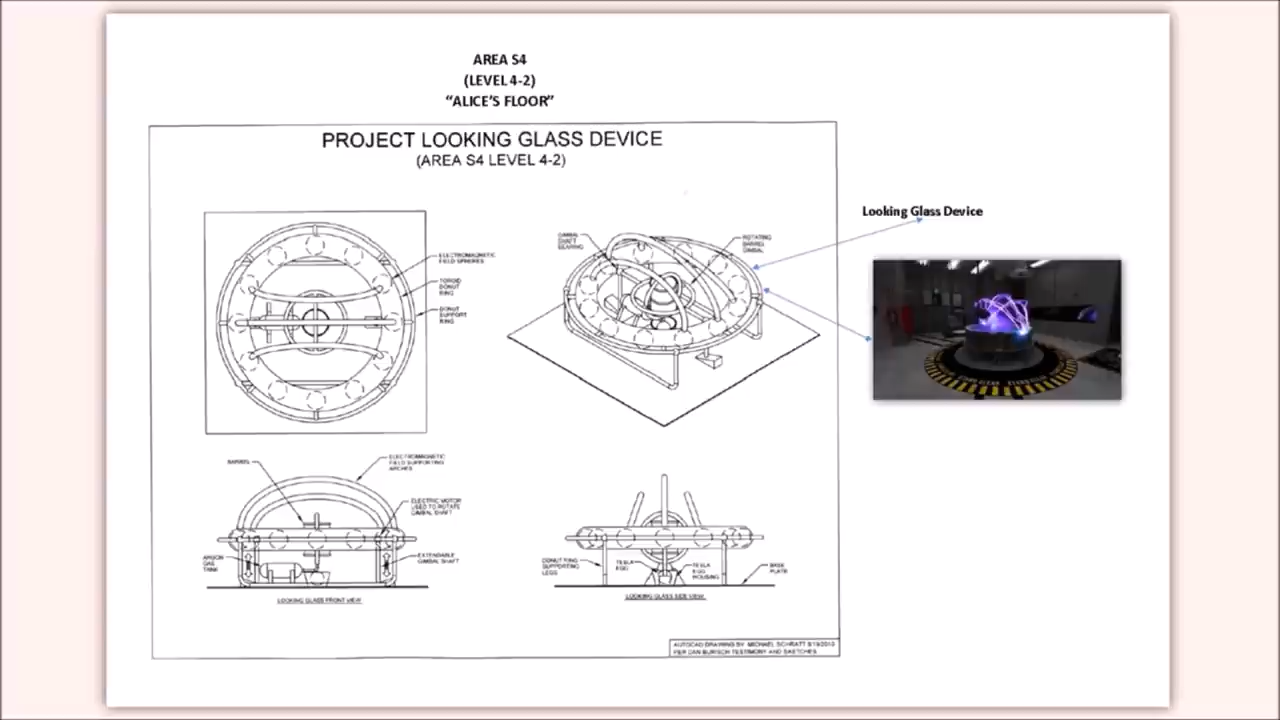 AREA S4
(LEVEL 4-2)
“ALICE’S FLOOR”
PROJECT LOOKING GLASS DEVICE
(AREA S4 LEVEL 4-2)
ELECTROMAGNETIC
FIELD SPHERES
TOROID
DONUT
RING
DONUT
SUPPORT
RING
GIMBAL
SHAFT
BEARING
ROTATING
BARREL
GIMBAL
Looking Glass Device
BARREL
ELECTROMAGNETIC
FIELD SUPPORTING
ARCHES
ELECTRIC MOTOR
USED TO ROTATE
GIMBAL SHAFT
ARGON
GAS
TANK
EXTENDABLE
GIMBAL SHAFT
LOOKING GLASS FRONT VIEW
DONUT RING
SUPPORTING
LEGS
TESLA
EGG
TESLA
EGG
HOUSING
BASE
PLATE
LOOKING GLASS SIDE VIEW
AUTOCAD DRAWING BY MICHAEL SCHRATT
PER DAN BURISCH TESTIMONY AND SKETCHES